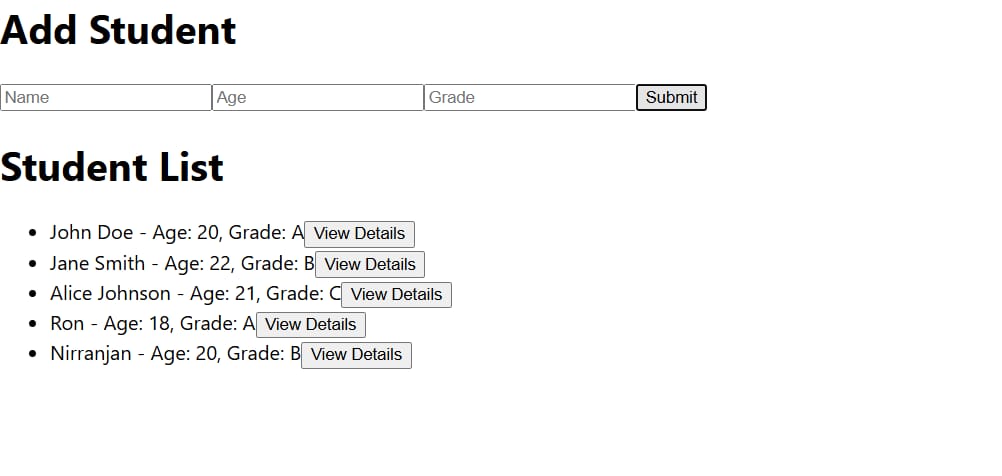 Add Student
Name Age Grade Submit
Student List
John Doe - Age: 20, Grade: A View Details
Jane Smith - Age: 22, Grade: B View Details
Alice Johnson - Age: 21, Grade: C View Details
Ron - Age: 18, Grade: A View Details
Nirranjan - Age: 20, Grade: B View Details